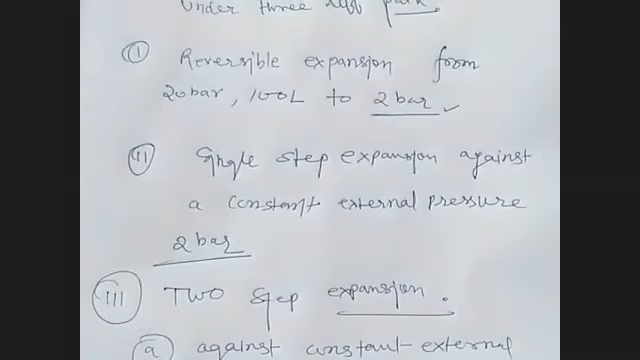 under three diff path.
(I) Reversible expansion from
20bar, 100L to 2bar
(II) Single step expansion against
a constant external pressure
2bar
(III) Two step expansion.
(a) against constant external